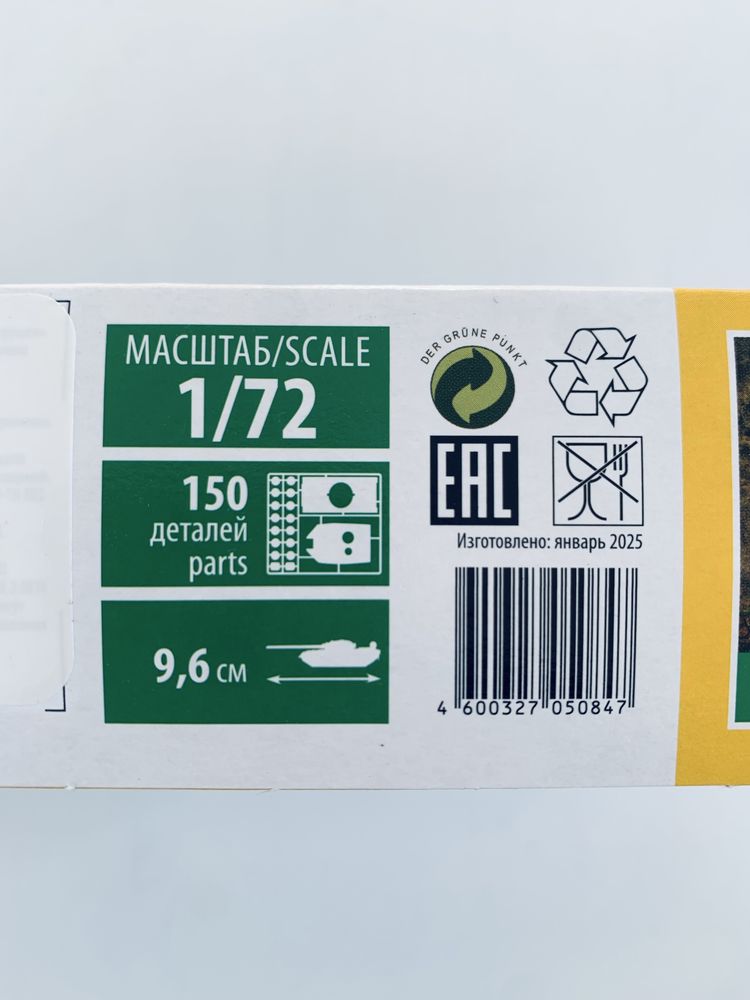 МАСШТАБ/SCALE
1/72
150
деталей
parts
9,6 см
DER GRÜNE PUNKT
EAC
Изготовлено: январь 2025
4 600327 050847